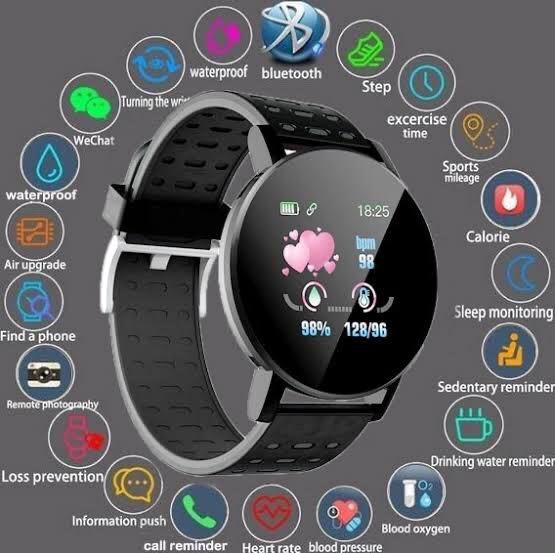 waterproof
bluetooth
Step
Turning the wri
excercise
time
WeChat
Sports
mileage
waterproof
Calorie
18:25
bpm
98
Air upgrade
98%
128/96
Sleep monitoring
Find a phone
Sedentary reminder
Remote photography
Drinking water reminder
Loss prevention
O2
Blood oxygen
Information push
call reminder
Heart rate
blood pressure